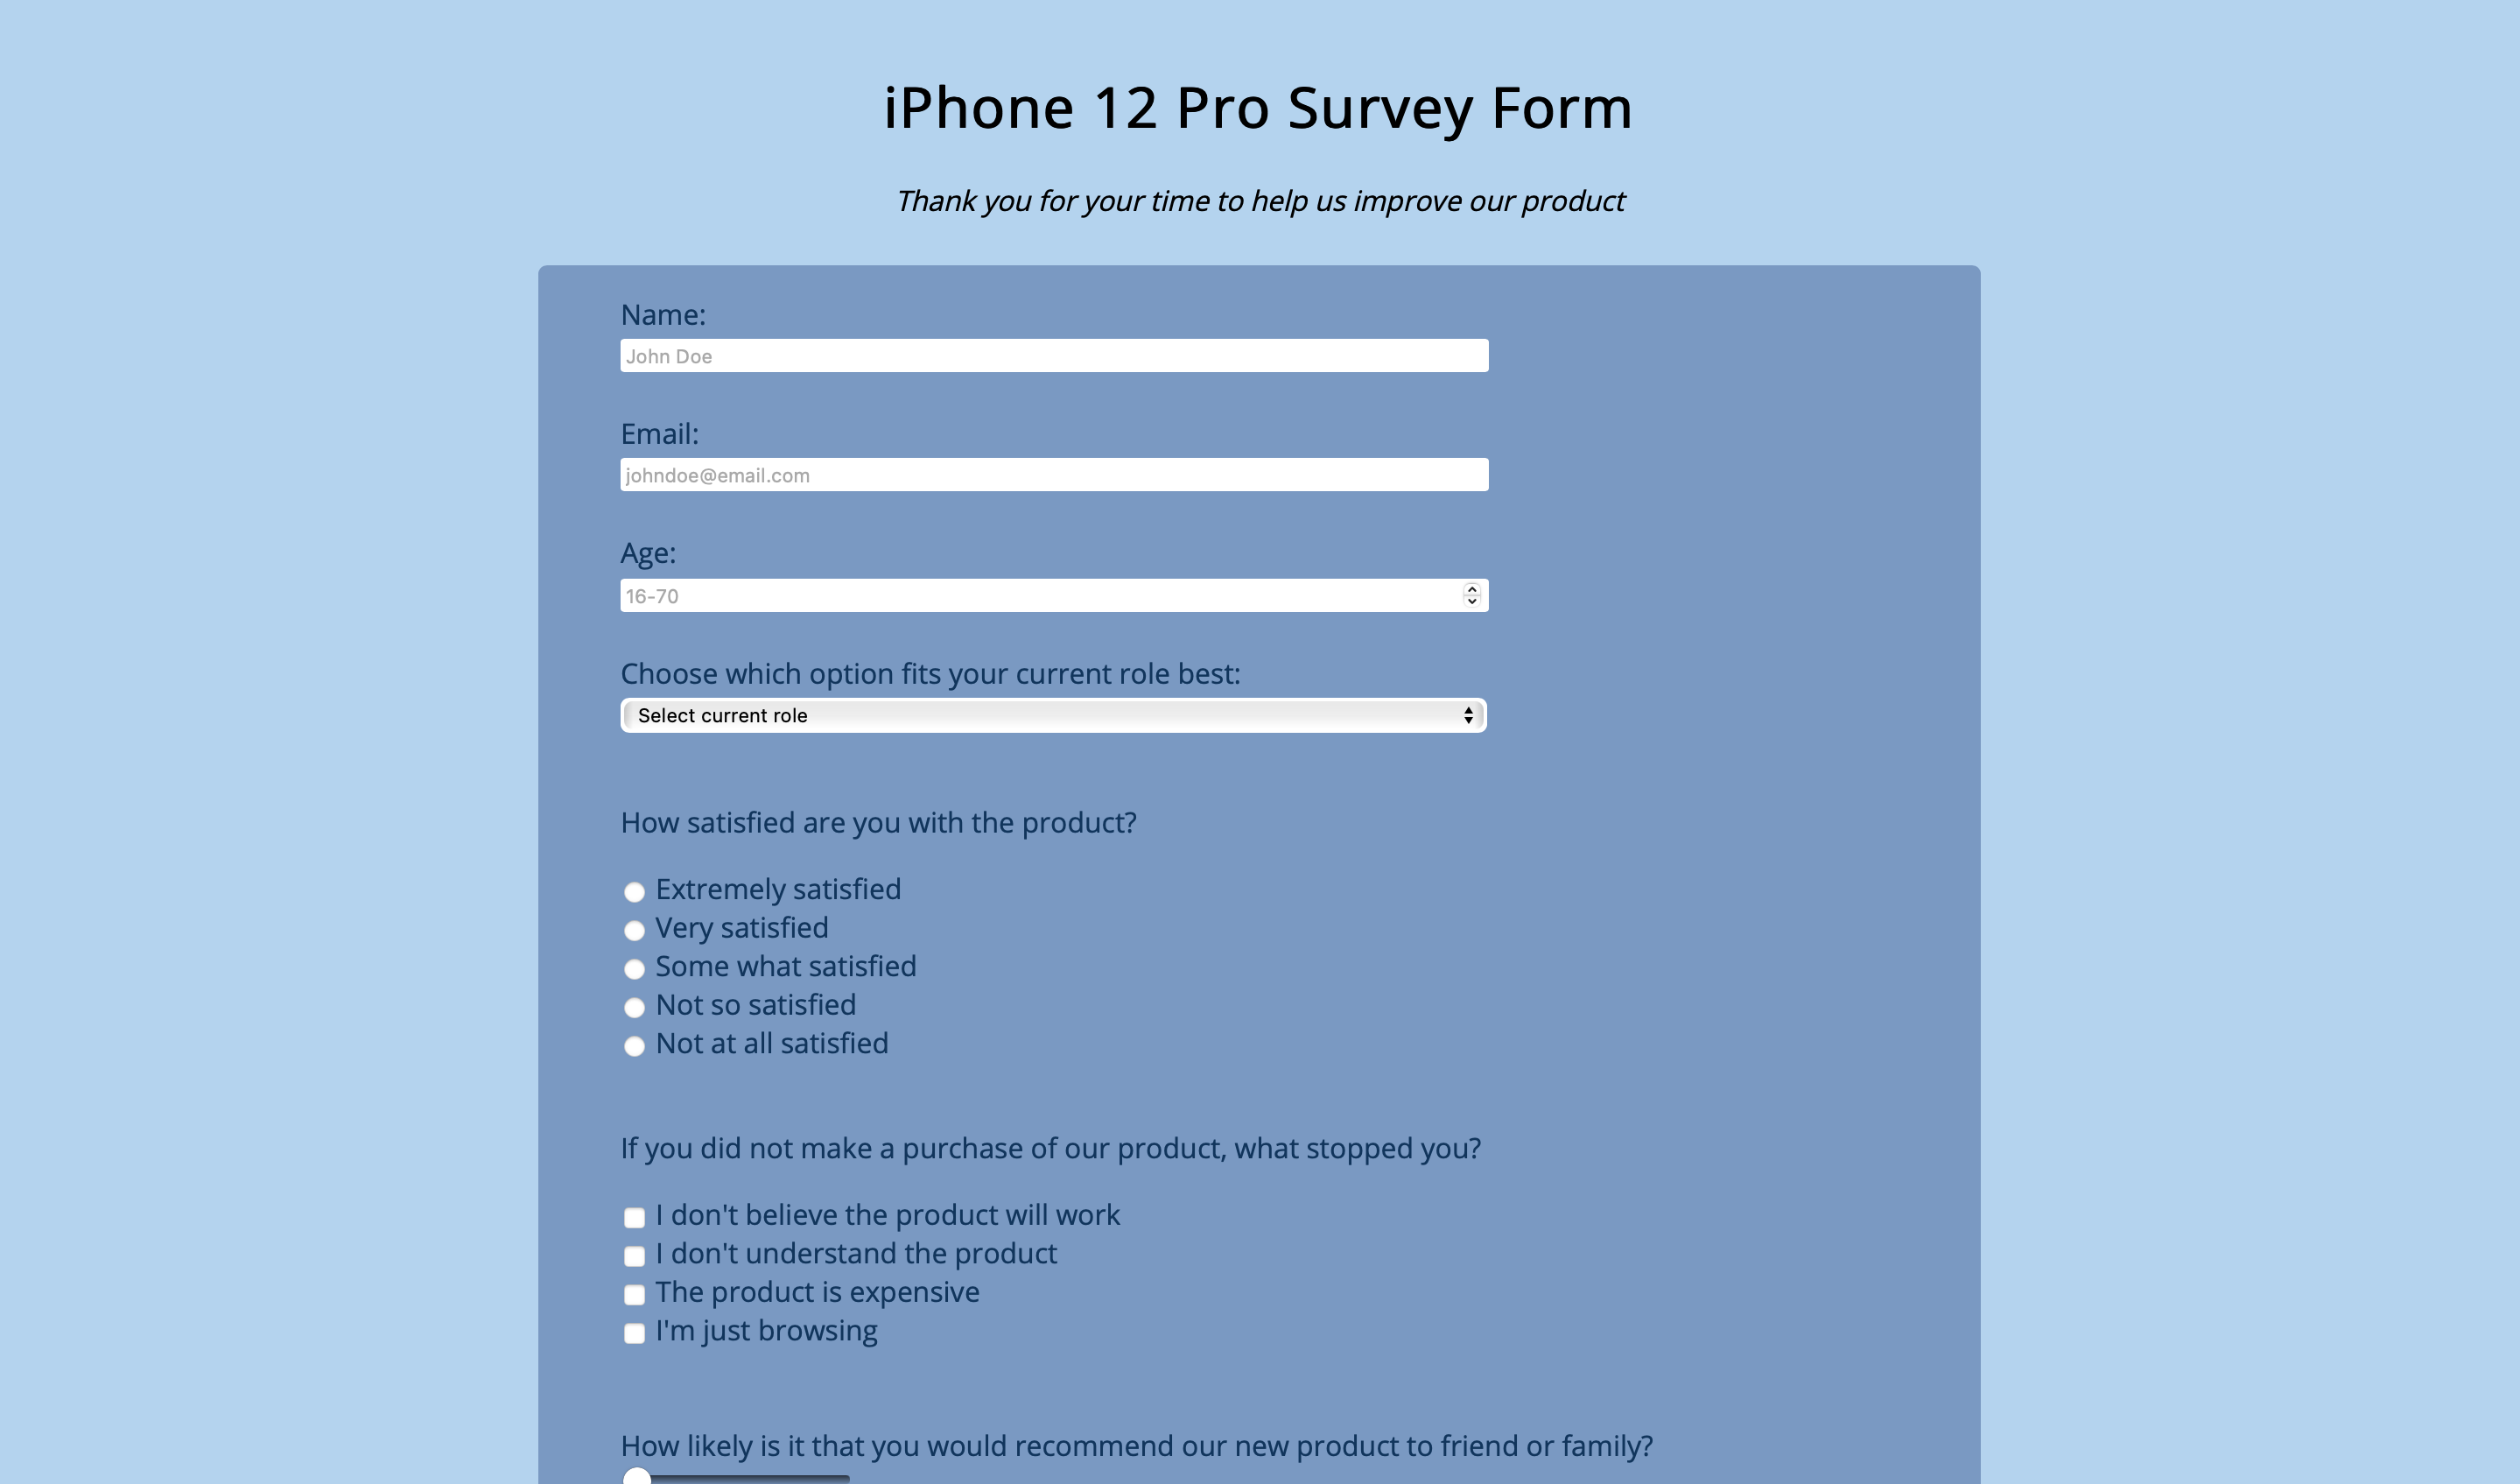 iPhone 12 Pro Survey Form
Thank you for your time to help us improve our product
Name:
John Doe
Email:
johndoe@email.com
Age:
16-70
Choose which option fits your current role best:
Select current role
How satisfied are you with the product?
Extremely satisfied
Very satisfied
Some what satisfied
Not so satisfied
Not at all satisfied
If you did not make a purchase of our product, what stopped you?
I don't believe the product will work
I don't understand the product
The product is expensive
I'm just browsing
How likely is it that you would recommend our new product to friend or family?